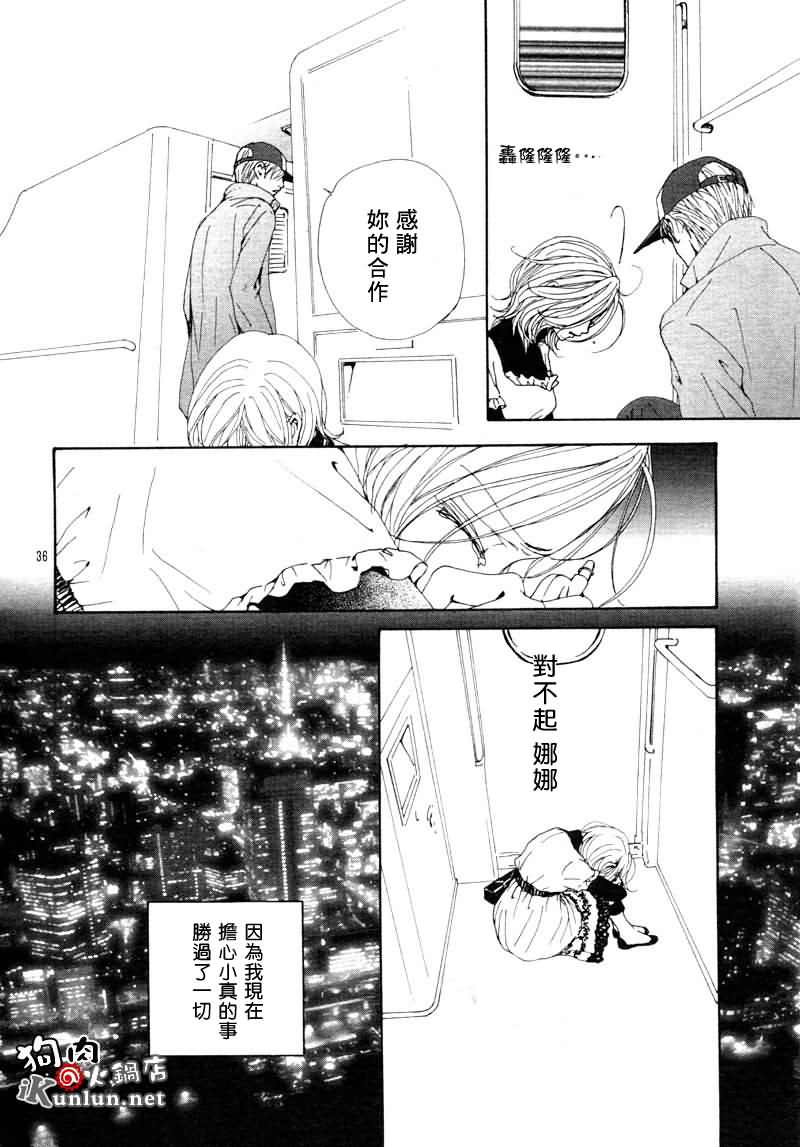 轟隆隆隆...
感謝
妳的合作
36
對不起 娜娜
因為我現在
擔心小真的事
勝過了一切
狗肉
火鍋店
iKunlun.net